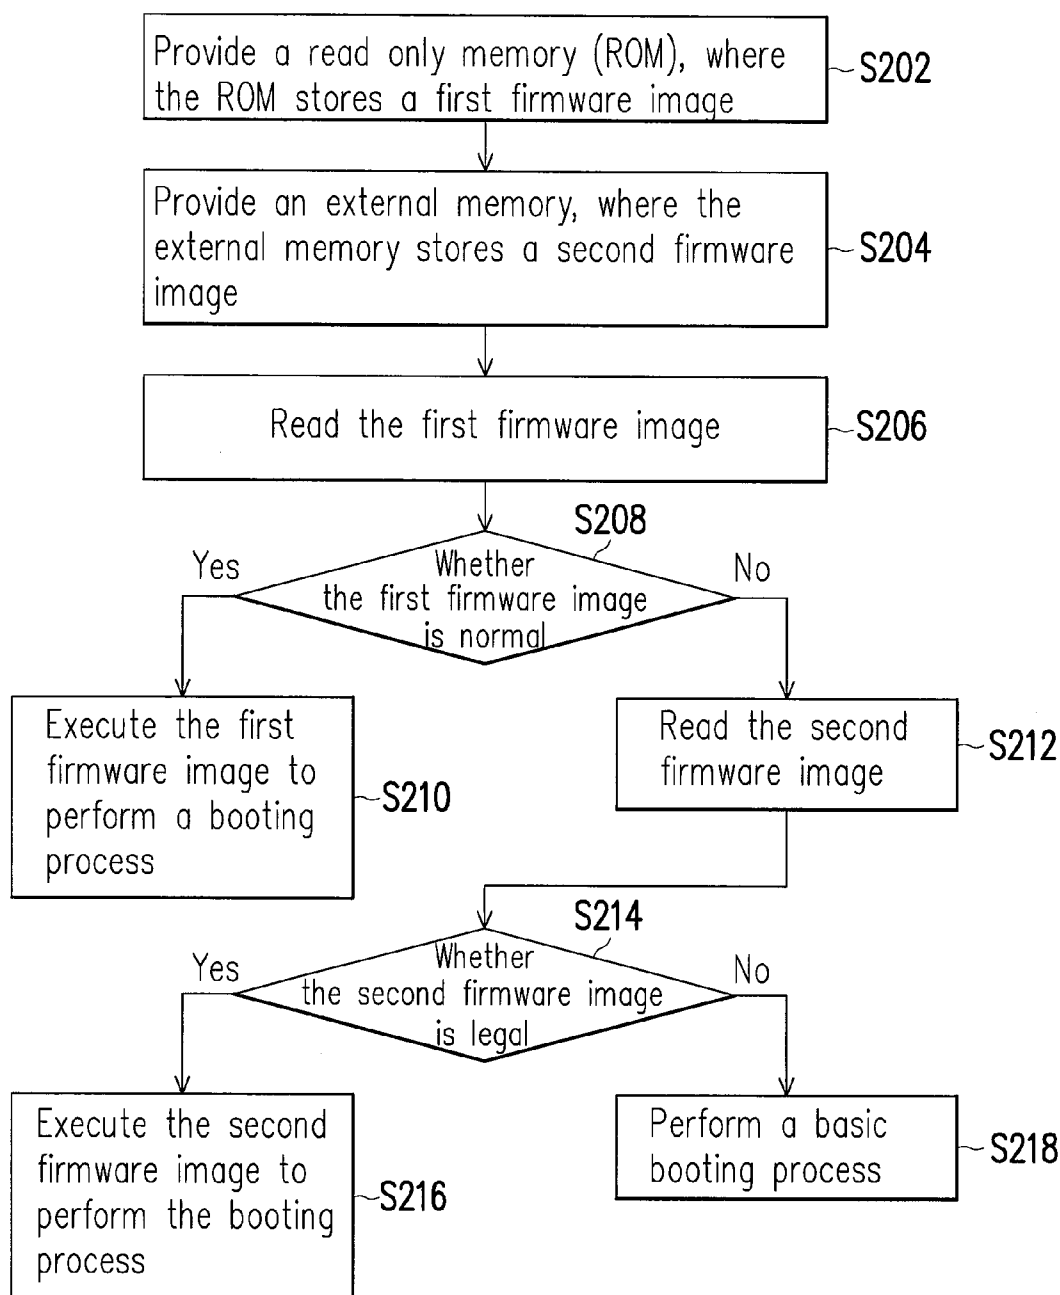 Provide a read only memory (ROM), where
the ROM stores a first firmware image
S202
Provide an external memory, where the
external memory stores a second firmware
image
S204
Read the first firmware image
S206
S208
Whether
the first firmware image
is normal
Yes
No
Execute the first
firmware image to
perform a booting
process
S210
Read the second
firmware image
S212
S214
Whether
the second firmware image
is legal
Yes
No
Execute the second
firmware image to
perform the booting
process
S216
Perform a basic
booting process
S218